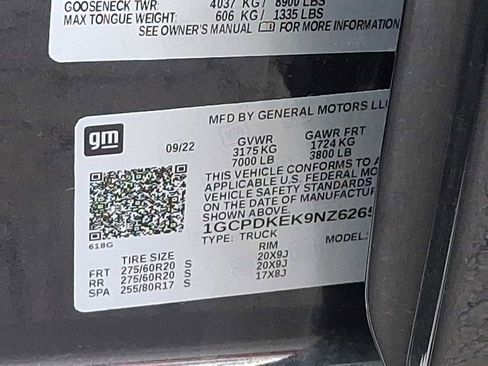 GOOSENECK TWR: 4037 KG / 8900 LBS
MAX TONGUE WEIGHT: 606 KG / 1335 LBS
SEE OWNER'S MANUAL FOR MORE INFORMATION
MFD BY GENERAL MOTORS LLC
gm
09/22
GVWR GAWR FRT
3175 KG 1724 KG
7000 LB 3800 LB
THIS VEHICLE CONFORMS TO A
APPLICABLE U.S. FEDERAL MO
VEHICLE SAFETY STANDARDS
ON THE DATE OF MANUFACTUR
SHOWN ABOVE.
1GCPDKEK9NZ6265
TYPE: TRUCK MODEL:
618G
TIRE SIZE RIM
FRT 275/60R20 S 20X9J
RR 275/60R20 S 20X9J
SPA 255/80R17 S 17X8J